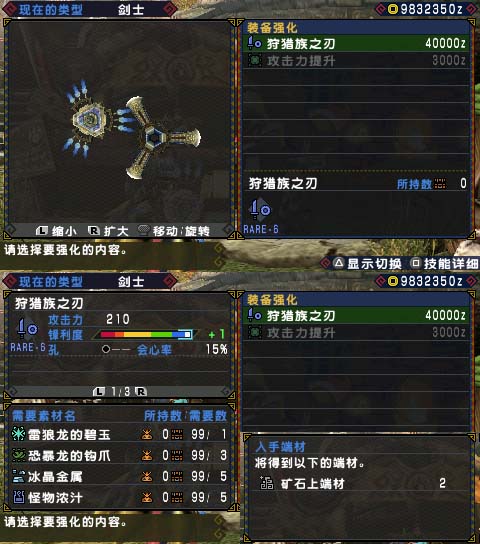 现在的类型 剑士
9832350z
装备强化
狩猎族之刃 40000z
攻击力提升 3000z
狩猎族之刃 所持数 0
RARE-6
L 缩小 R 扩大 移动/旋转
请选择要强化的内容。
△显示切换 □技能详细
现在的类型 剑士
9832350z
狩猎族之刃
攻击力 210
锋利度 +1
RARE-6
孔 ●-- 会心率 15%
L 1/3 R
需要素材名 所持数/需要数
雷狼龙的碧玉 0 99/ 1
恐暴龙的钩爪 0 99/ 3
冰晶金属 0 99/ 5
怪物浓汁 0 99/ 5
请选择要强化的内容。
装备强化
狩猎族之刃 40000z
攻击力提升 3000z
入手端材
将得到以下的端材。
矿石上端材 2